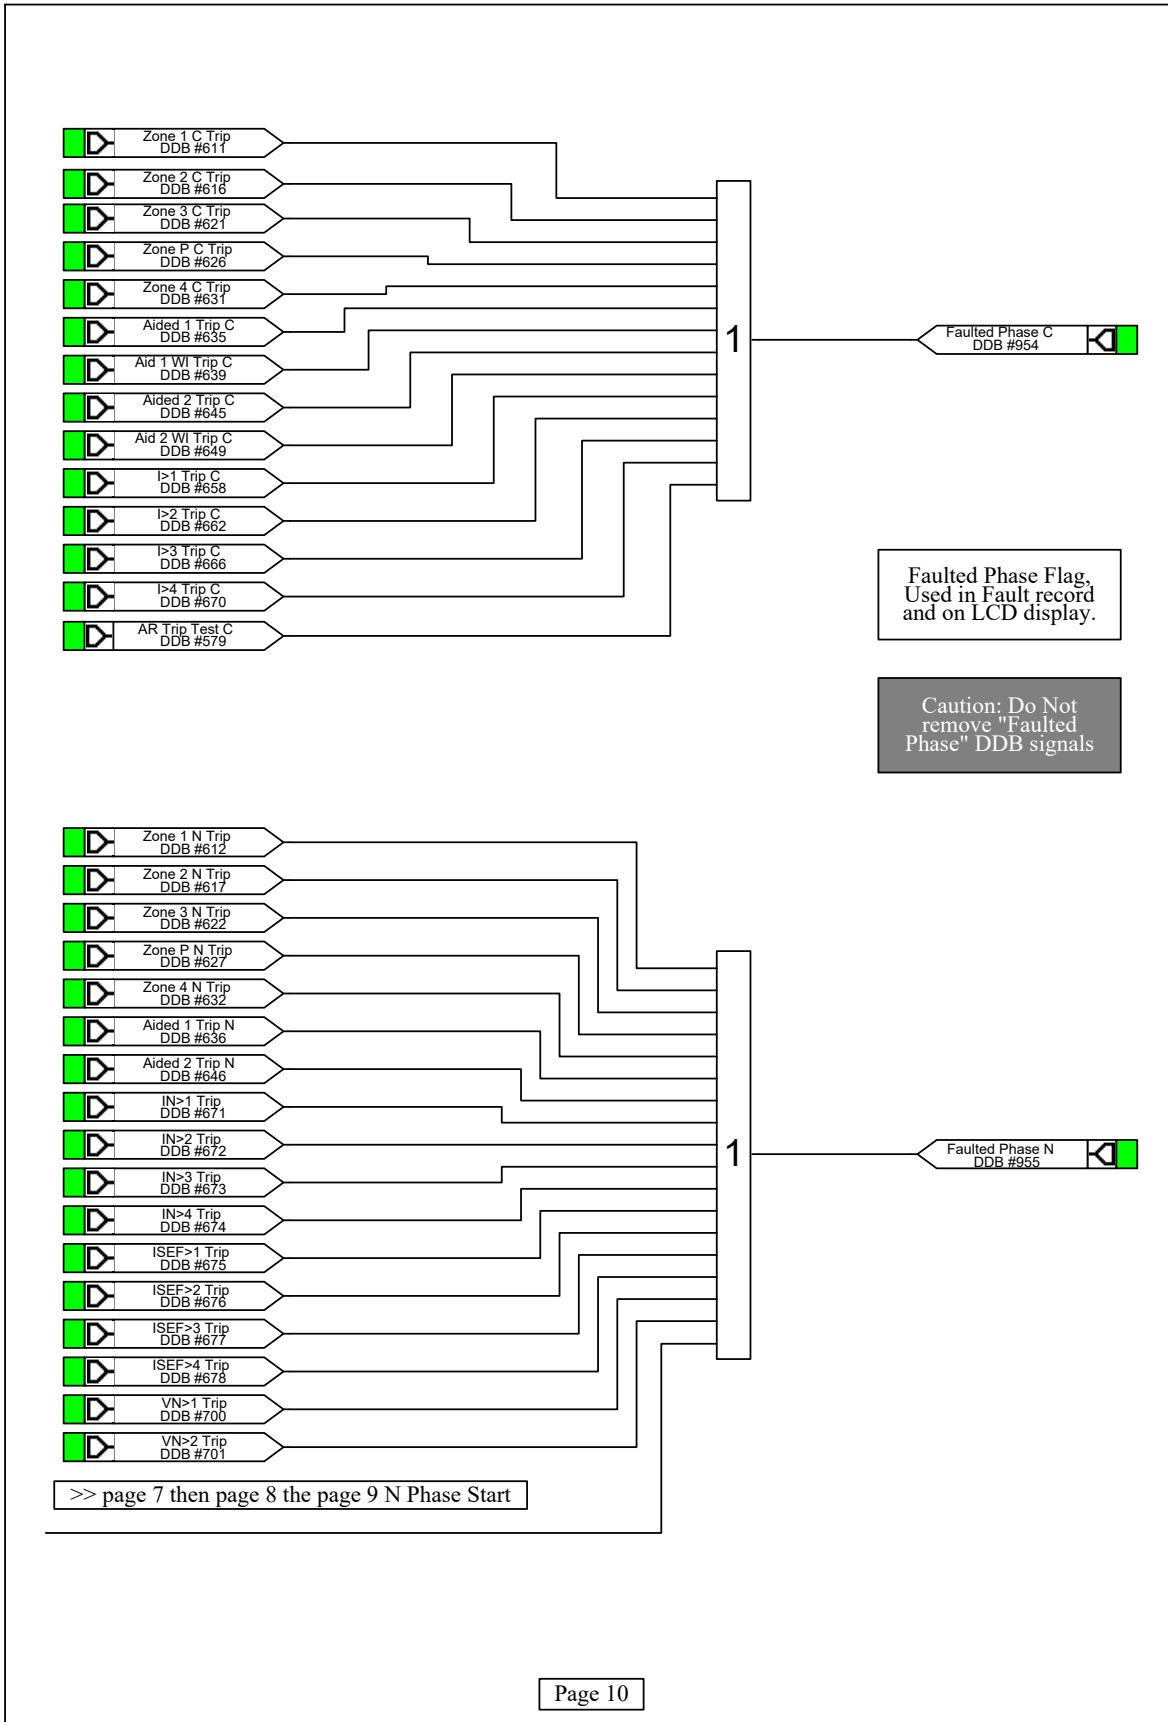 Zone 1 C Trip
DDB #611
Zone 2 C Trip
DDB #616
Zone 3 C Trip
DDB #621
Zone P C Trip
DDB #626
Zone 4 C Trip
DDB #631
Aided 1 Trip C
DDB #635
Aid 1 WI Trip C
DDB #639
Aided 2 Trip C
DDB #645
Aid 2 WI Trip C
DDB #649
I>1 Trip C
DDB #658
I>2 Trip C
DDB #662
I>3 Trip C
DDB #666
I>4 Trip C
DDB #670
AR Trip Test C
DDB #579
1
Faulted Phase C
DDB #954
Faulted Phase Flag,
Used in Fault record
and on LCD display.
Caution: Do Not
remove "Faulted
Phase" DDB signals
Zone 1 N Trip
DDB #612
Zone 2 N Trip
DDB #617
Zone 3 N Trip
DDB #622
Zone P N Trip
DDB #627
Zone 4 N Trip
DDB #632
Aided 1 Trip N
DDB #636
Aided 2 Trip N
DDB #646
IN>1 Trip
DDB #671
IN>2 Trip
DDB #672
IN>3 Trip
DDB #673
IN>4 Trip
DDB #674
ISEF>1 Trip
DDB #675
ISEF>2 Trip
DDB #676
ISEF>3 Trip
DDB #677
ISEF>4 Trip
DDB #678
VN>1 Trip
DDB #700
VN>2 Trip
DDB #701
1
Faulted Phase N
DDB #955
>> page 7 then page 8 the page 9 N Phase Start
Page 10